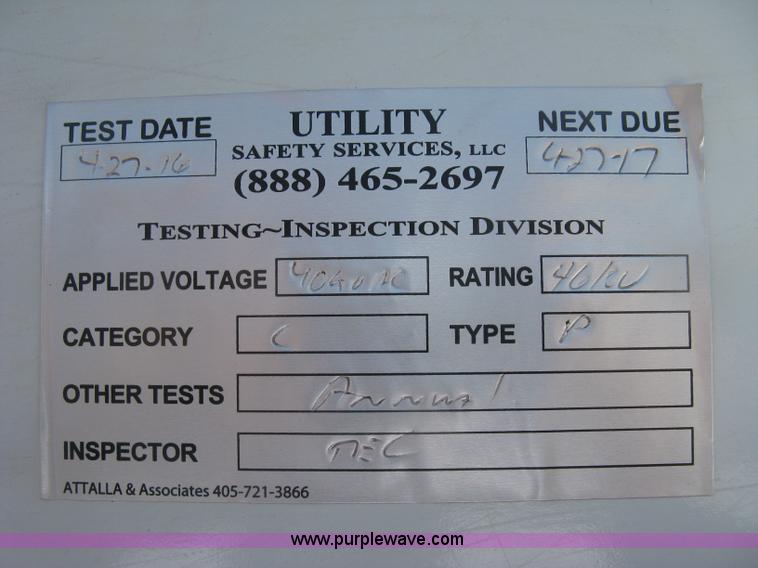 TEST DATE UTILITY NEXT DUE
4-27-16 SAFETY SERVICES, LLC 4-27-17
(888) 465-2697
TESTING~INSPECTION DIVISION
APPLIED VOLTAGE RATING 46KV
CATEGORY C TYPE P
OTHER TESTS Annual
INSPECTOR
ATTALLA & Associates 405-721-3866
www.purplewave.com